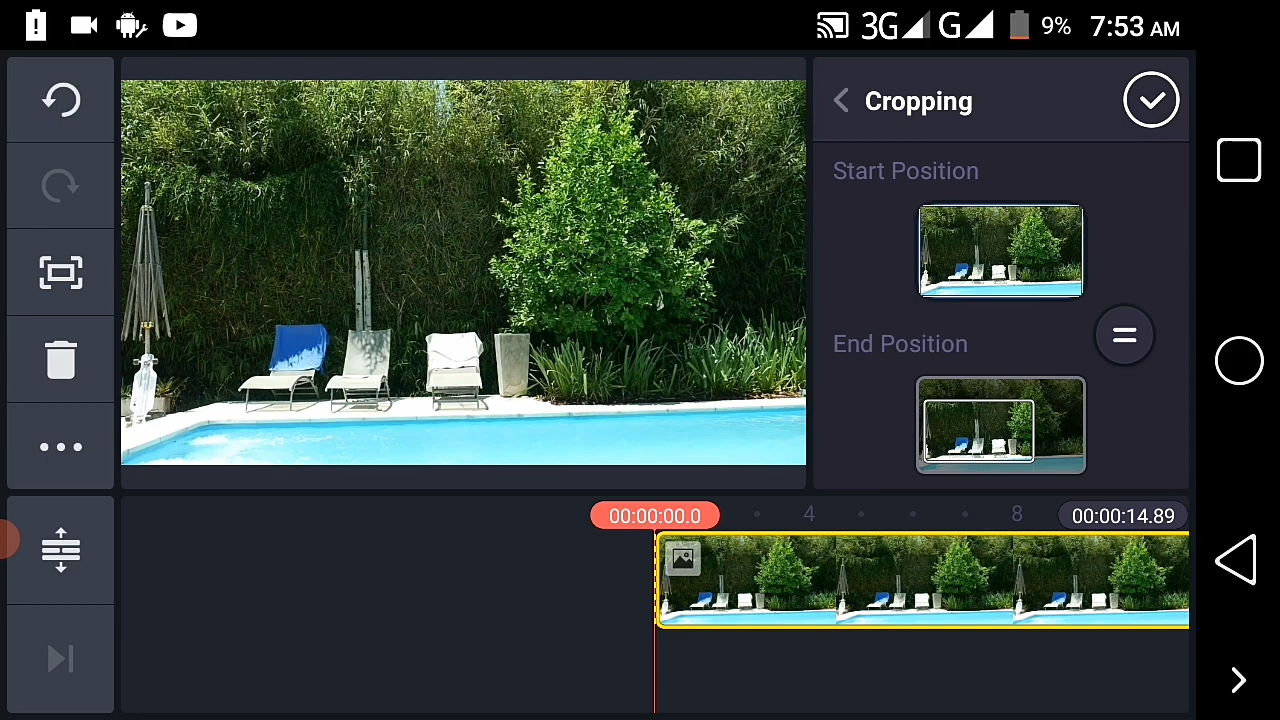 3G G 9% 7:53 AM
Cropping
Start Position
End Position
00:00:00.0 4 8 00:00:14.89